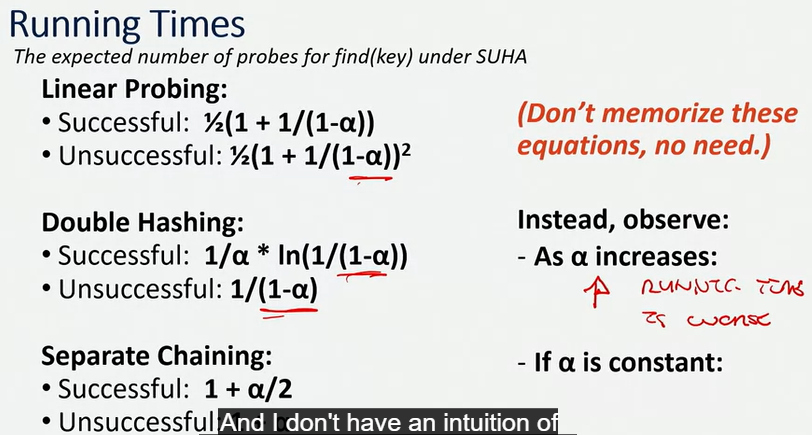 Running Times
The expected number of probes for find(key) under SUHA
Linear Probing:
• Successful: ½(1 + 1/(1-α))
• Unsuccessful: ½(1 + 1/(1-α))²
(Don’t memorize these
equations, no need.)
Double Hashing:
• Successful: 1/α * ln(1/(1-α))
• Unsuccessful: 1/(1-α)
Instead, observe:
- As α increases:
RUNNING TIME
IS WORSE
Separate Chaining:
• Successful: 1 + α/2
• Unsuccessful:
- If α is constant:
And I don't have an intuition of